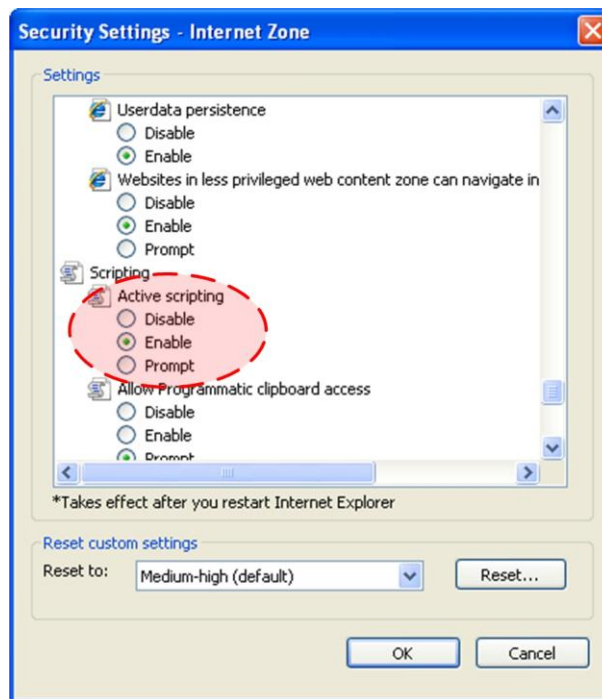 Security Settings - Internet Zone
Settings
Userdata persistence
Disable
Enable
Websites in less privileged web content zone can navigate in
Disable
Enable
Prompt
Scripting
Active scripting
Disable
Enable
Prompt
Allow Programmatic clipboard access
Disable
Enable
Prompt
*Takes effect after you restart Internet Explorer
Reset custom settings
Reset to: Medium-high (default) Reset...
OK Cancel